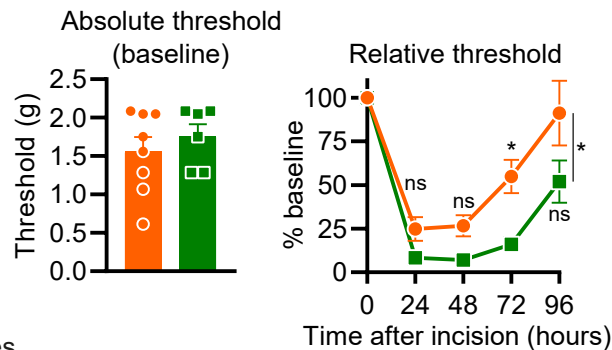 Absolute threshold
(baseline)
Threshold (g)
2.5
2.0
1.5
1.0
0.5
0.0
Relative threshold
% baseline
100
75
50
25
0
ns
ns
*
*
ns
0 24 48 72 96
Time after incision (hours)